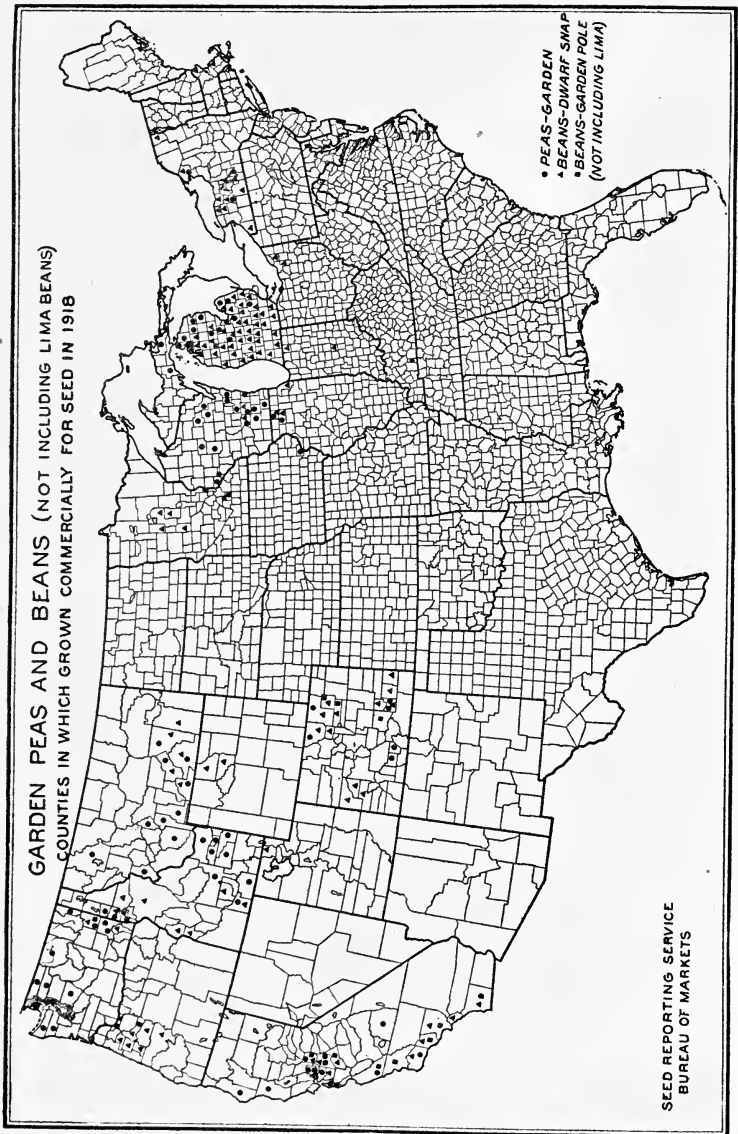 GARDEN PEAS AND BEANS (NOT INCLUDING LIMA BEANS)
COUNTIES IN WHICH GROWN COMMERCIALLY FOR SEED IN 1918
• PEAS-GARDEN
▲ BEANS-DWARF SNAP
■ BEANS-GARDEN POLE
(NOT INCLUDING LIMA)
SEED REPORTING SERVICE
BUREAU OF MARKETS